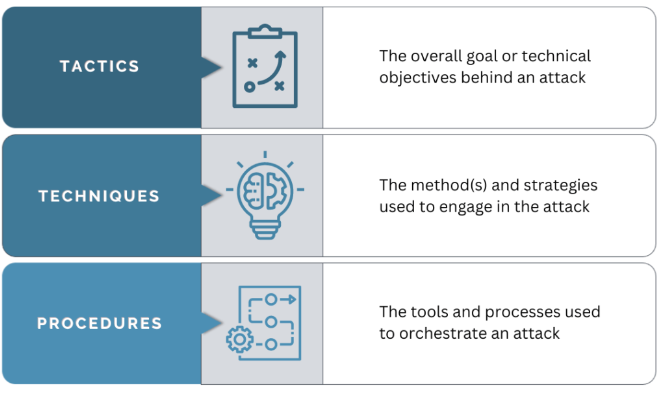 TACTICS
The overall goal or technical
objectives behind an attack
TECHNIQUES
The method(s) and strategies
used to engage in the attack
PROCEDURES
The tools and processes used
to orchestrate an attack